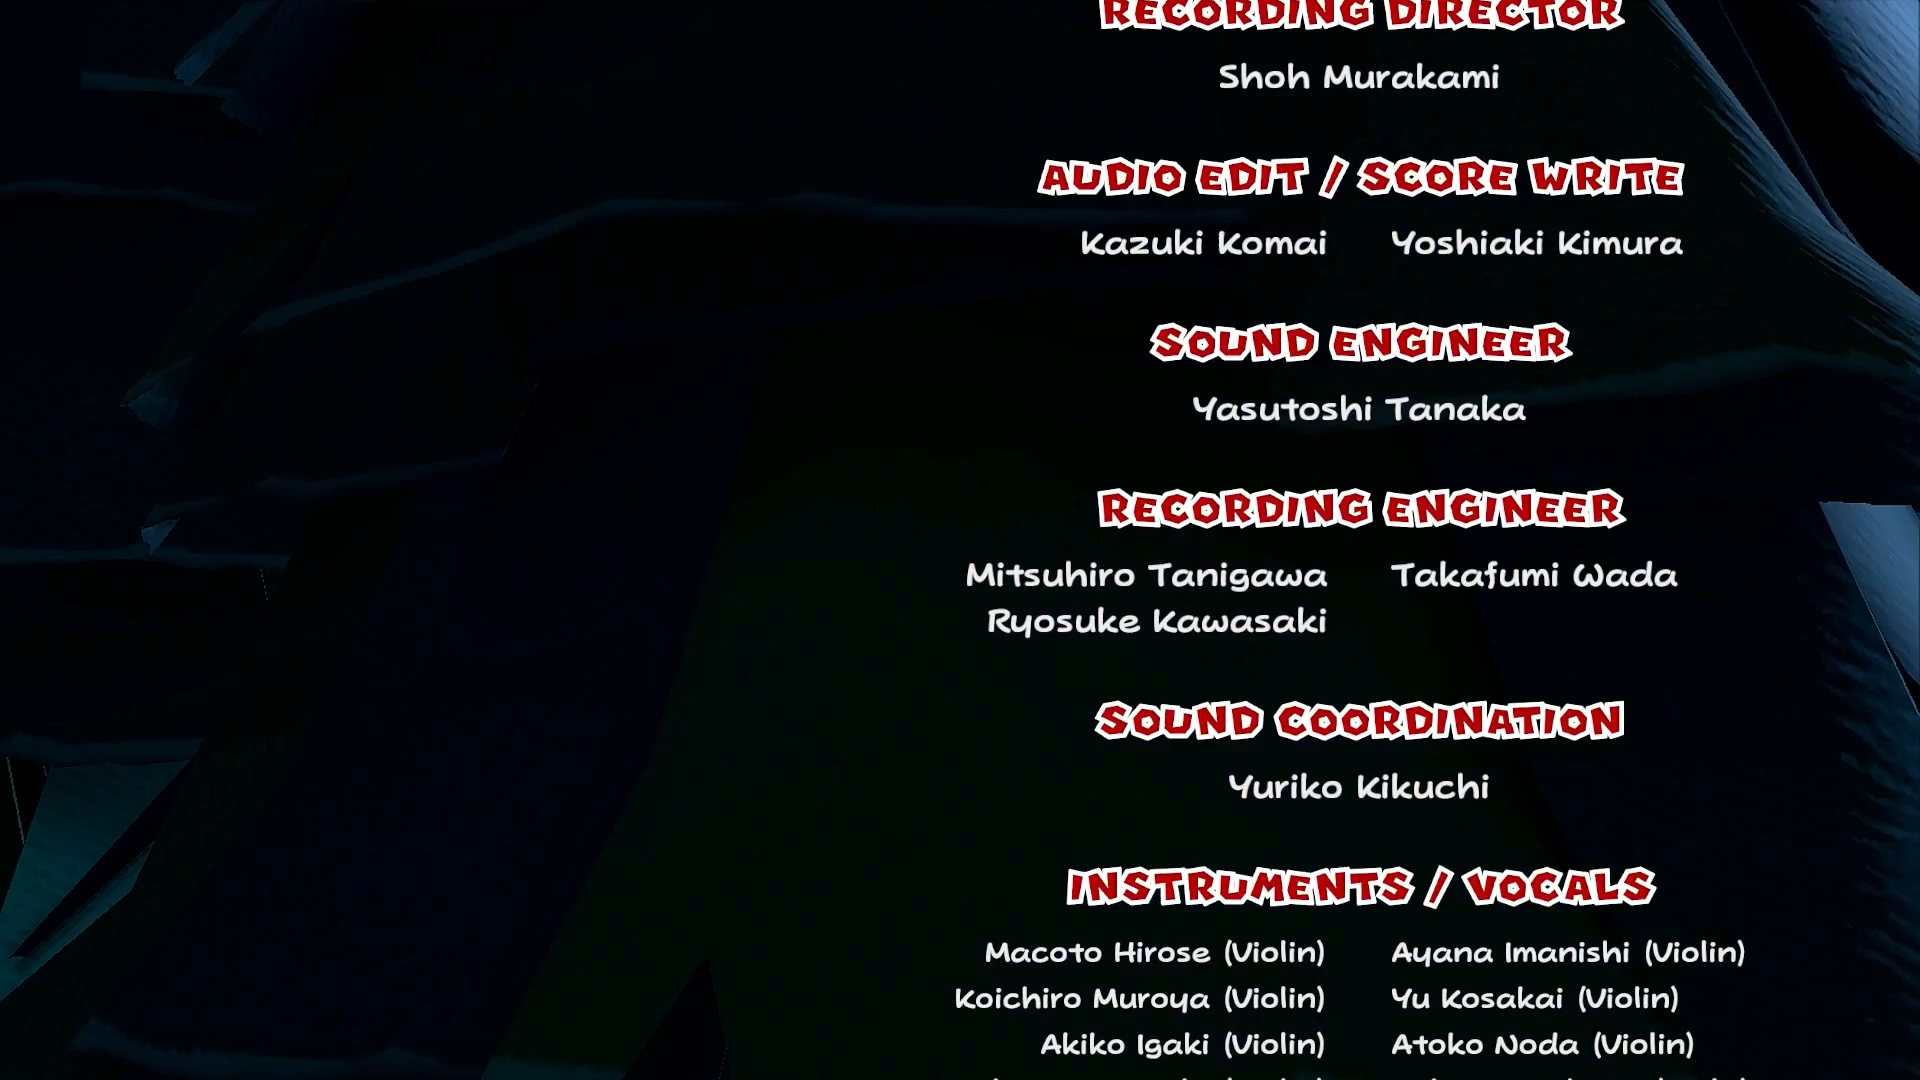 RECORDING DIRECTOR
Shoh Murakami
AUDIO EDIT / SCORE WRITE
Kazuki Komai Yoshiaki Kimura
SOUND ENGINEER
Yasutoshi Tanaka
RECORDING ENGINEER
Mitsuhiro Tanigawa Takafumi Wada
Ryosuke Kawasaki
SOUND COORDINATION
Yuriko Kikuchi
INSTRUMENTS / VOCALS
Macoto Hirose (Violin) Ayana Imanishi (Violin)
Koichiro Muroya (Violin) Yu Kosakai (Violin)
Akiko Igaki (Violin) Atoko Noda (Violin)